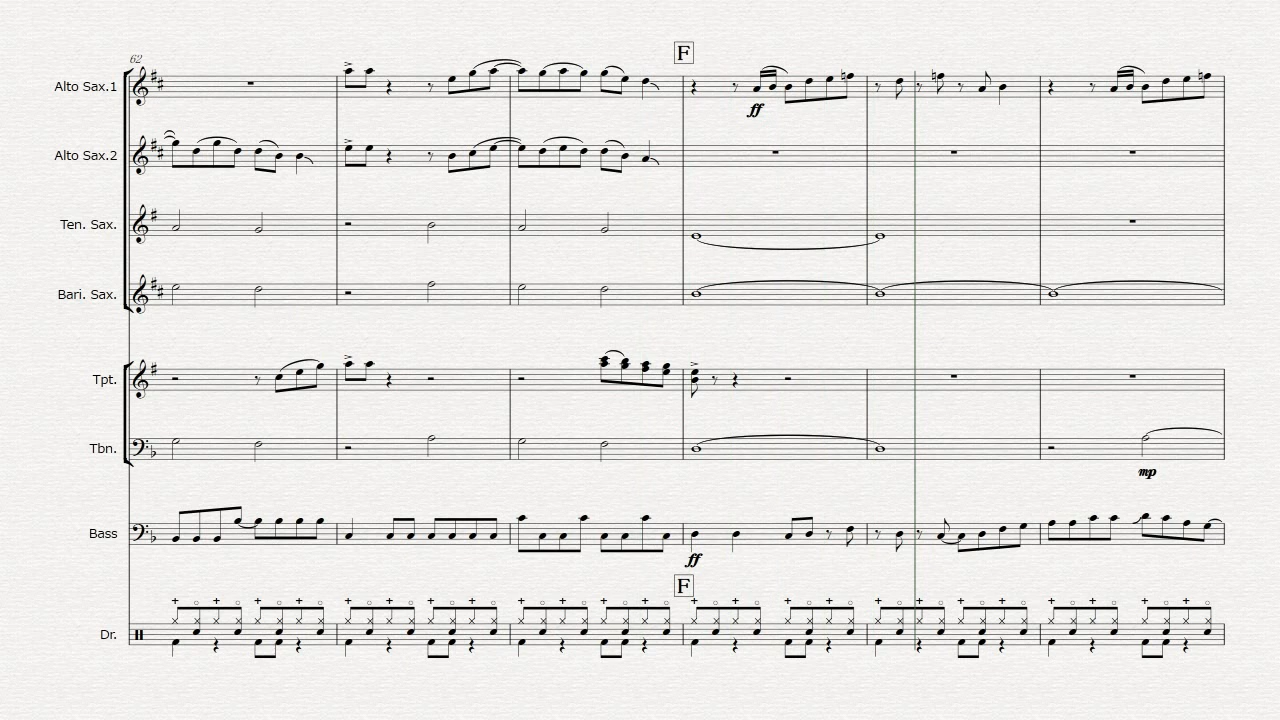 F
62
Alto Sax.1
ff
Alto Sax.2
Ten. Sax.
Bari. Sax.
Tpt.
Tbn.
mp
Bass
ff
F
Dr.